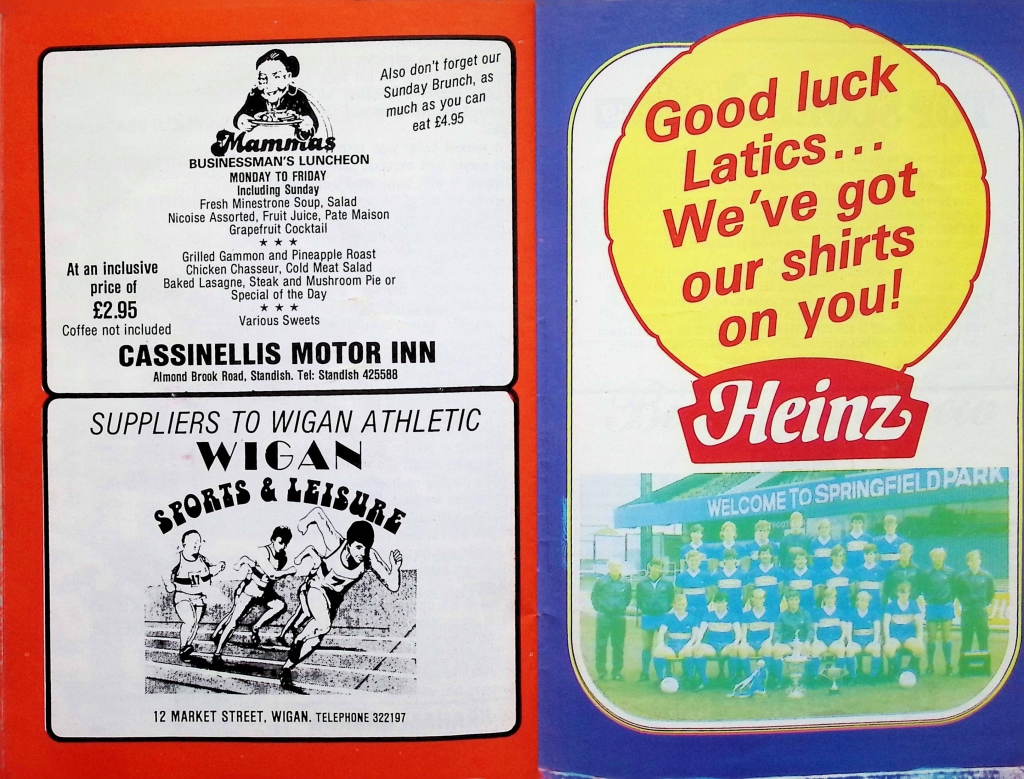 Also don't forget our
Sunday Brunch, as
much as you can
eat £4.95
Mammas
BUSINESSMAN'S LUNCHEON
MONDAY TO FRIDAY
Including Sunday
Fresh Minestrone Soup, Salad
Nicoise Assorted, Fruit Juice, Pate Maison
Grapefruit Cocktail
★ ★ ★
Grilled Gammon and Pineapple Roast
Chicken Chasseur, Cold Meat Salad
Baked Lasagne, Steak and Mushroom Pie or
Special of the Day
★ ★ ★
Various Sweets
At an inclusive
price of
£2.95
Coffee not included
CASSINELLIS MOTOR INN
Almond Brook Road, Standish. Tel: Standish 425588
SUPPLIERS TO WIGAN ATHLETIC
WIGAN
SPORTS & LEISURE
12 MARKET STREET, WIGAN. TELEPHONE 322197
Good luck
Latics...
We've got
our shirts
on you!
Heinz
WELCOME TO SPRINGFIELD PARK